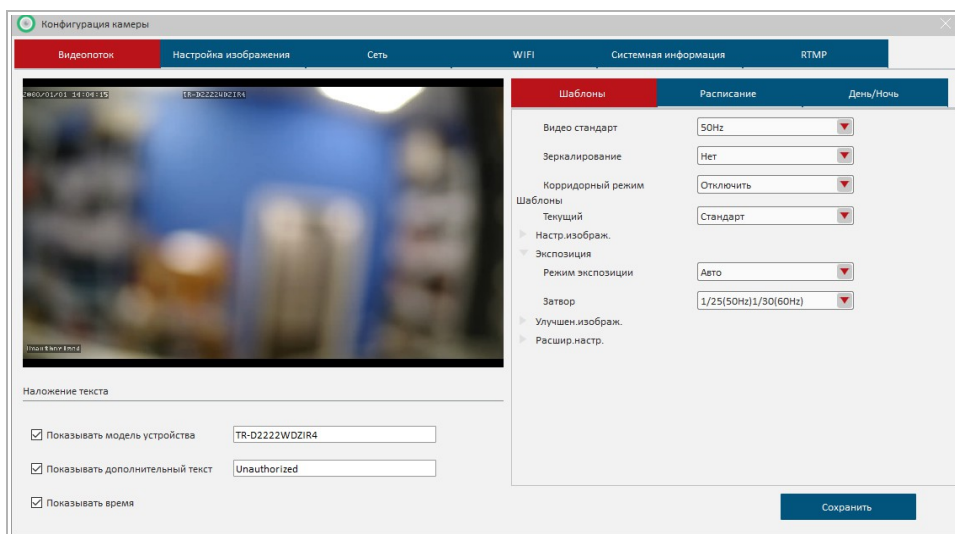 Конфигурация камеры
Видеопоток
Настройка изображения
Сеть
WIFI
Системная информация
RTMP
2000/01/01 14:04:15
TR-D2222WDZIR4
Unauthorized
Шаблоны
Расписание
День/Ночь
Видео стандарт
50Hz
Зеркалирование
Нет
Корридорный режим
Отключить
Шаблоны
Текущий
Стандарт
Настр.изображ.
Экспозиция
Режим экспозиции
Авто
Затвор
1/25(50Hz)1/30(60Hz)
Улучшен.изображ.
Расшир.настр.
Наложение текста
Показывать модель устройства
TR-D2222WDZIR4
Показывать дополнительный текст
Unauthorized
Показывать время
Сохранить